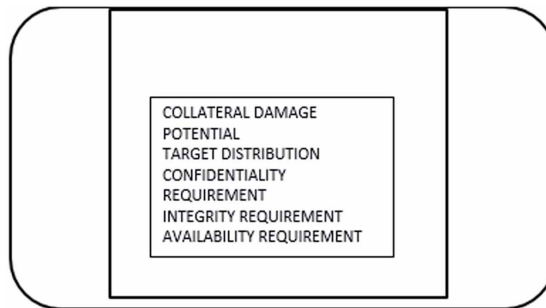 COLLATERAL DAMAGE
POTENTIAL
TARGET DISTRIBUTION
CONFIDENTIALITY
REQUIREMENT
INTEGRITY REQUIREMENT
AVAILABILITY REQUIREMENT